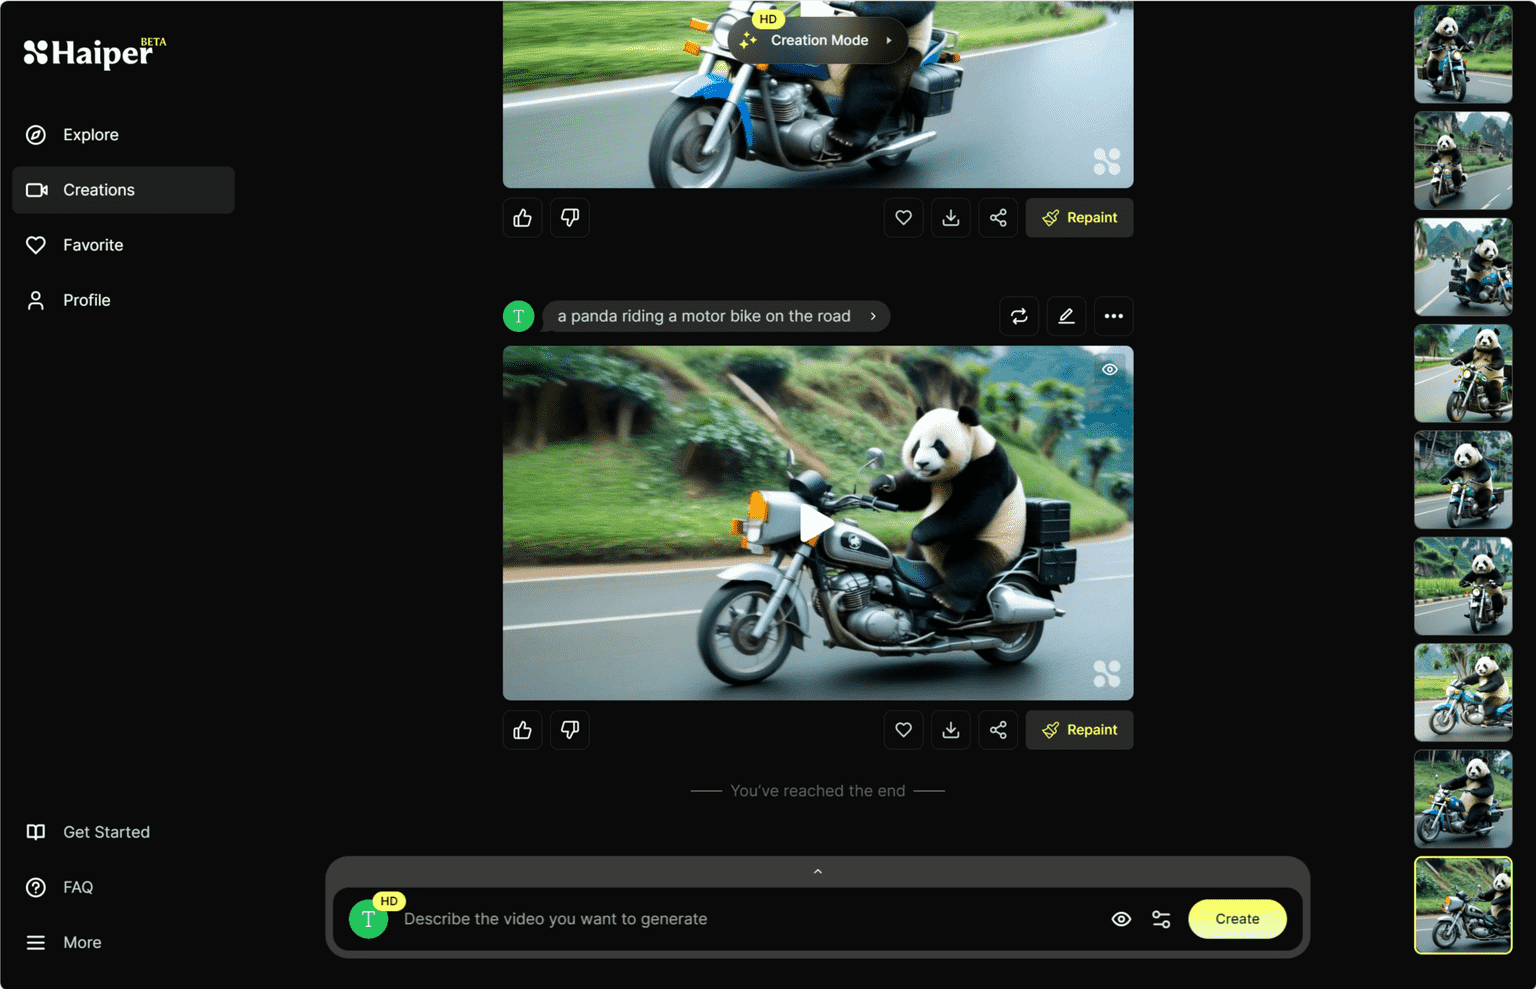 Haiper BETA
Explore
Creations
Favorite
Profile
Get Started
FAQ
More
HD
Creation Mode
Repaint
T
a panda riding a motor bike on the road
Repaint
You've reached the end
HD
T
Describe the video you want to generate
Create